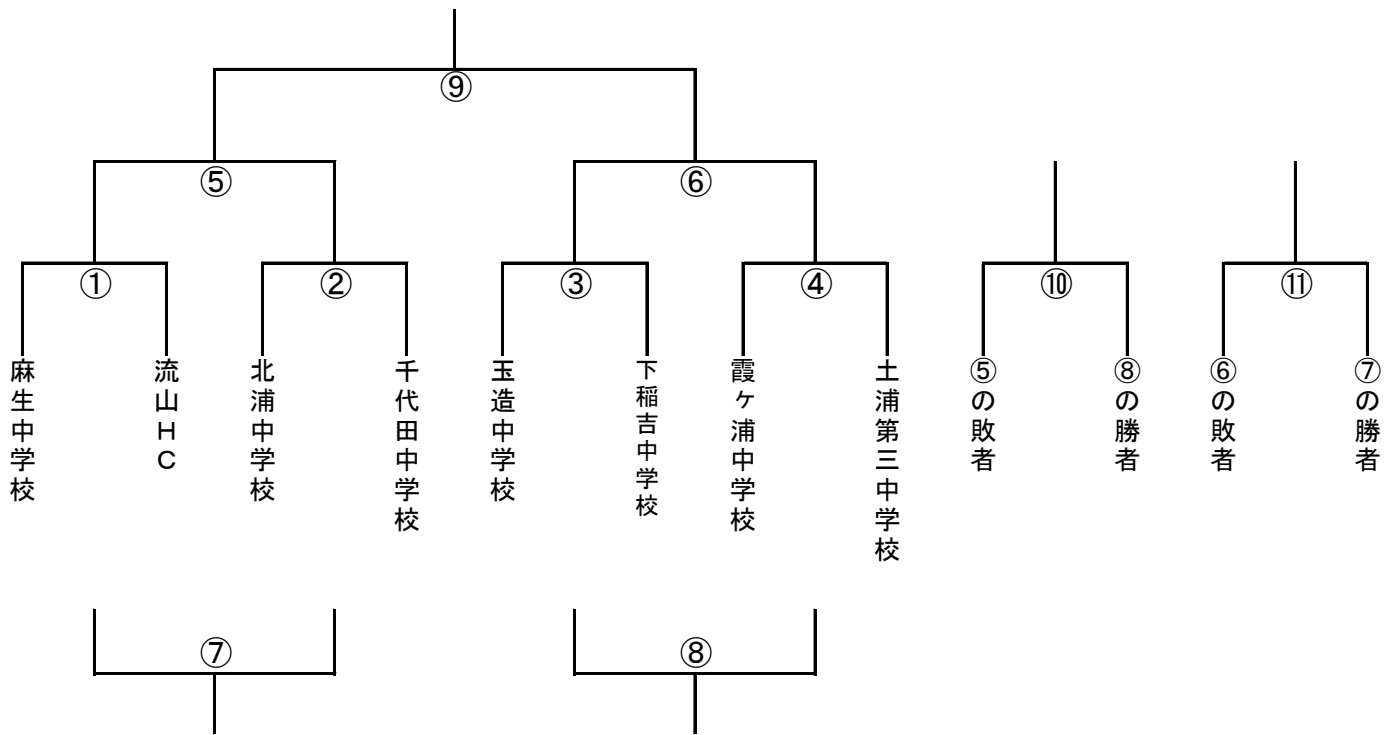 ⑨
⑤
⑥
①
②
③
④
⑩
⑪
麻生中学校
流山HC
北浦中学校
千代田中学校
玉造中学校
下稲吉中学校
霞ヶ浦中学校
土浦第三中学校
⑤の敗者
⑧の勝者
⑥の敗者
⑦の勝者
⑦
⑧